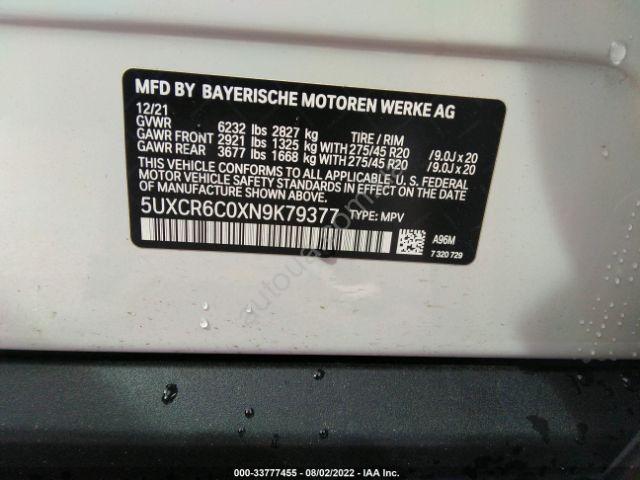 MFD BY BAYERISCHE MOTOREN WERKE AG
12/21
GVWR 6232 lbs 2827 kg TIRE / RIM
GAWR FRONT 2921 lbs 1325 kg WITH 275/45 R20 /9.0J x 20
GAWR REAR 3677 lbs 1668 kg WITH 275/45 R20 /9.0J x 20
THIS VEHICLE CONFORMS TO ALL APPLICABLE FEDERAL
MOTOR VEHICLE SAFETY STANDARDS IN EFFECT ON THE
DATE OF MANUFACTURE SHOWN ABOVE.
5UXCR6C0XN9K79377 TYPE: MPV
A96M
7 320 729
0-33777455 - 08/02/2022 - IAA Inc.